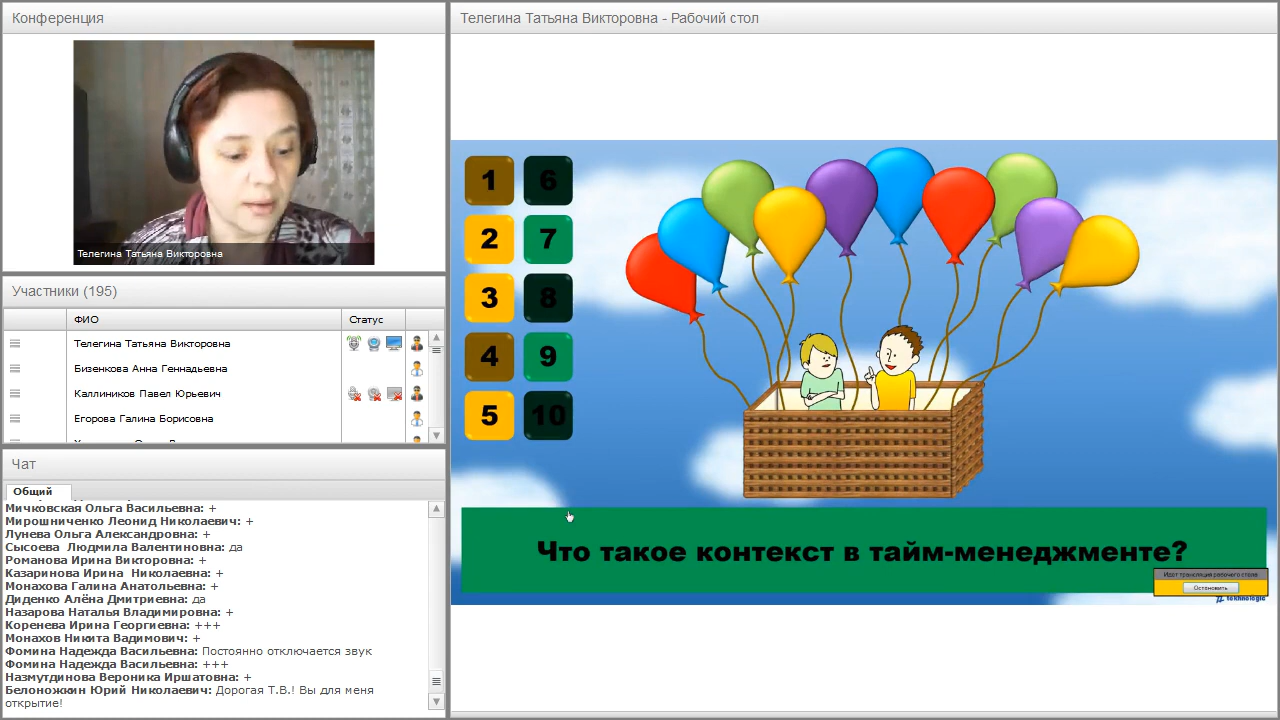 Конференция
Телегина Татьяна Викторовна
Участники (195)
ФИО
Статус
Телегина Татьяна Викторовна
Бизенкова Анна Геннадьевна
Каллиников Павел Юрьевич
Егорова Галина Борисовна
Чат
Общий
Мичковская Ольга Васильевна: +
Мирошниченко Леонид Николаевич: +
Лунева Ольга Александровна: +
Сысоева Людмила Валентиновна: да
Романова Ирина Викторовна: +
Казаринова Ирина Николаевна: +
Монахова Галина Анатольевна: +
Диденко Алёна Дмитриевна: да
Назарова Наталья Владимировна: +
Коренева Ирина Георгиевна: +++
Монахов Никита Вадимович: +
Фомина Надежда Васильевна: Постоянно отключается звук
Фомина Надежда Васильевна: +++
Назмутдинова Вероника Иршатовна: +
Белоножкин Юрий Николаевич: Дорогая Т.В.! Вы для меня
открытие!
Телегина Татьяна Викторовна - Рабочий стол
1 6
2 7
3 8
4 9
5 10
Что такое контекст в тайм-менеджменте?
Идет трансляция рабочего стола
Остановить